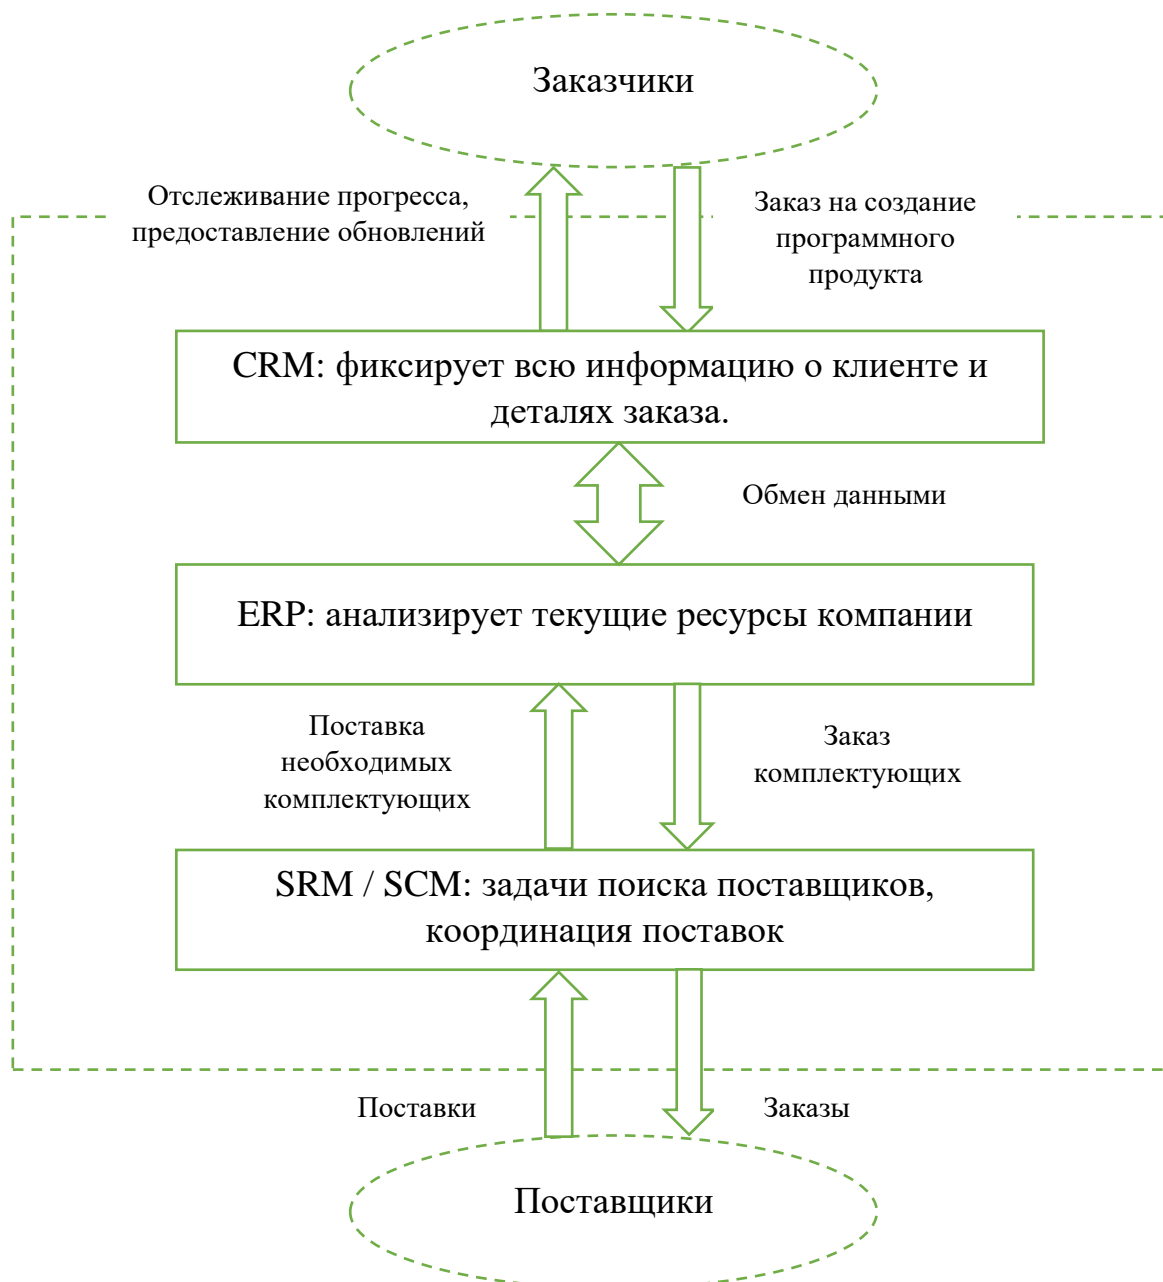 Заказчики
Отслеживание прогресса,
предоставление обновлений
Заказ на создание
программного
продукта
CRM: фиксирует всю информацию о клиенте и
деталях заказа.
Обмен данными
ERP: анализирует текущие ресурсы компании
Поставка
необходимых
комплектующих
Заказ
комплектующих
SRM / SCM: задачи поиска поставщиков,
координация поставок
Поставки
Заказы
Поставщики